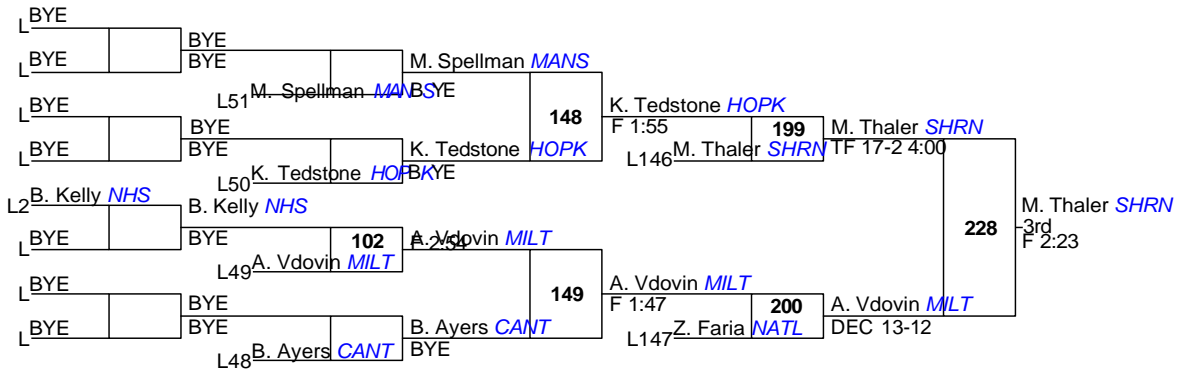 L BYE
BYE
L BYE
BYE
M. Spellman MANS
L51 M. Spellman MANS BYE
L BYE
148
K. Tedstone HOPK
F 1:55
BYE
L BYE
BYE
K. Tedstone HOPK
199
M. Thaler SHRN
L146 M. Thaler SHRN TF 17-2 4:00
L50 K. Tedstone HOPK BYE
L2 B. Kelly NHS
B. Kelly NHS
M. Thaler SHRN
228
3rd
F 2:23
L BYE
BYE
102
A. Vdovin MILT
F 2:54
L49 A. Vdovin MILT
L BYE
149
A. Vdovin MILT
F 1:47
200
A. Vdovin MILT
BYE
L BYE
BYE
B. Ayers CANT
L147 Z. Faria NATL
DEC 13-12
L48 B. Ayers CANT
BYE